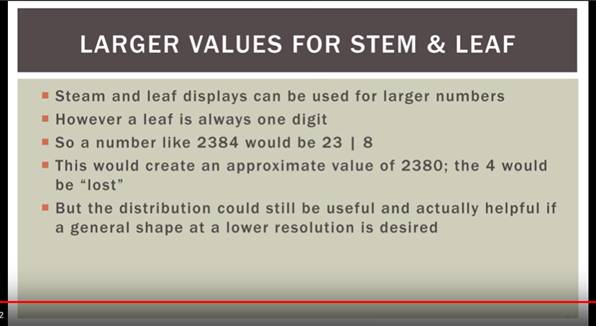 LARGER VALUES FOR STEM & LEAF
Steam and leaf displays can be used for larger numbers
However a leaf is always one digit
So a number like 2384 would be 23 | 8
This would create an approximate value of 2380; the 4 would
be “lost”
But the distribution could still be useful and actually helpful if
a general shape at a lower resolution is desired
2